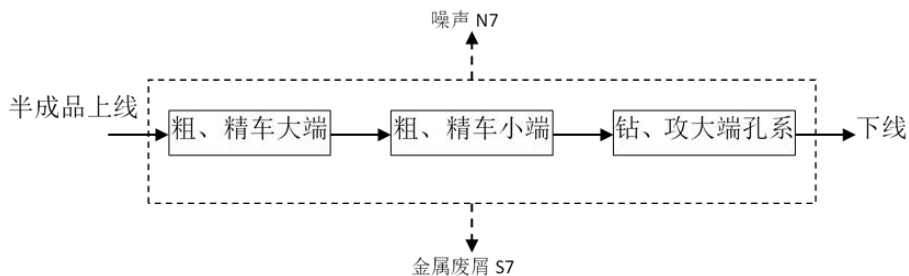 噪声 N7
半成品上线
粗、精车大端
粗、精车小端
钻、攻大端孔系
下线
金属废屑 S7